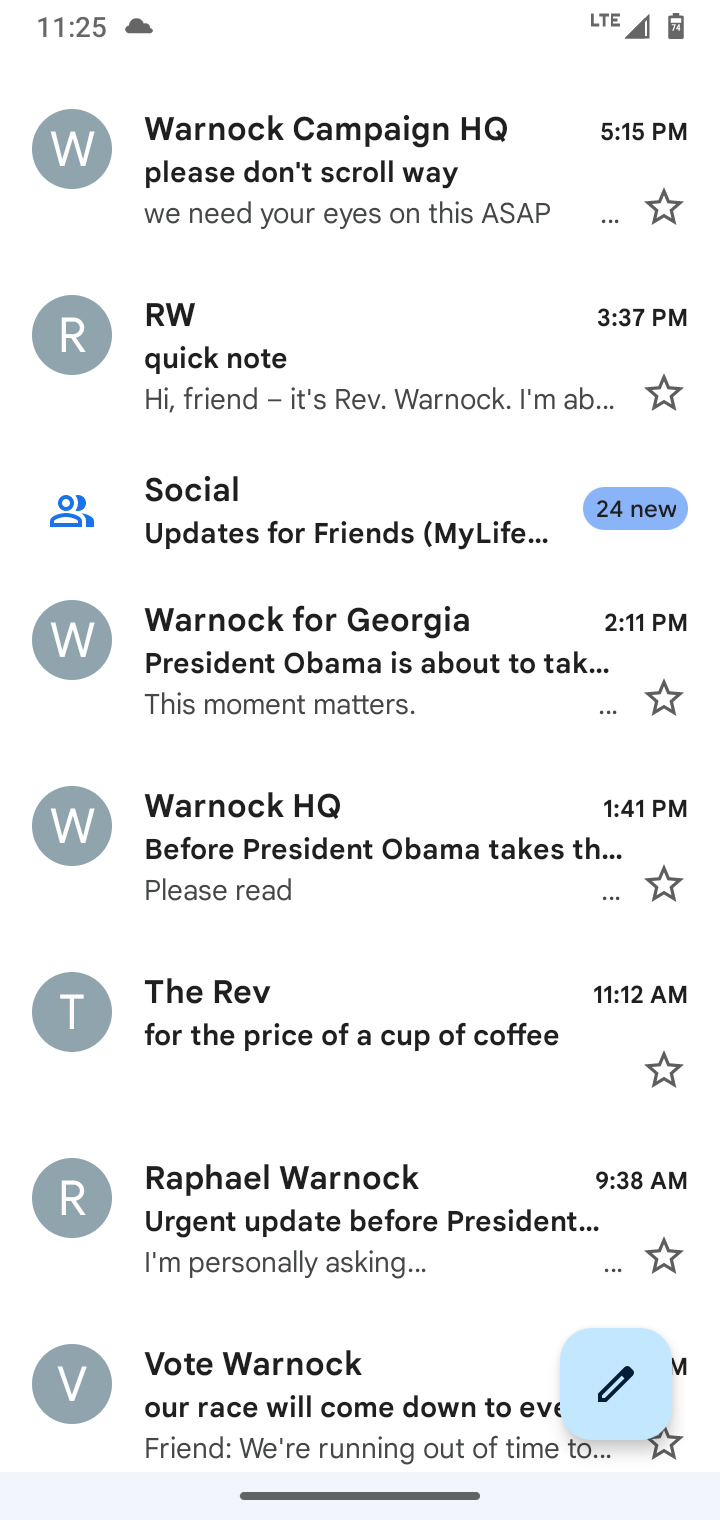 11:25
LTE
74
W
Warnock Campaign HQ
5:15 PM
please don't scroll way
we need your eyes on this ASAP ...
R
RW
3:37 PM
quick note
Hi, friend – it's Rev. Warnock. I'm ab...
Social
24 new
Updates for Friends (MyLife...
W
Warnock for Georgia
2:11 PM
President Obama is about to tak...
This moment matters. ...
W
Warnock HQ
1:41 PM
Before President Obama takes th...
Please read ...
T
The Rev
11:12 AM
for the price of a cup of coffee
R
Raphael Warnock
9:38 AM
Urgent update before President...
I'm personally asking... ...
V
Vote Warnock
M
our race will come down to eve
Friend: We're running out of time to...